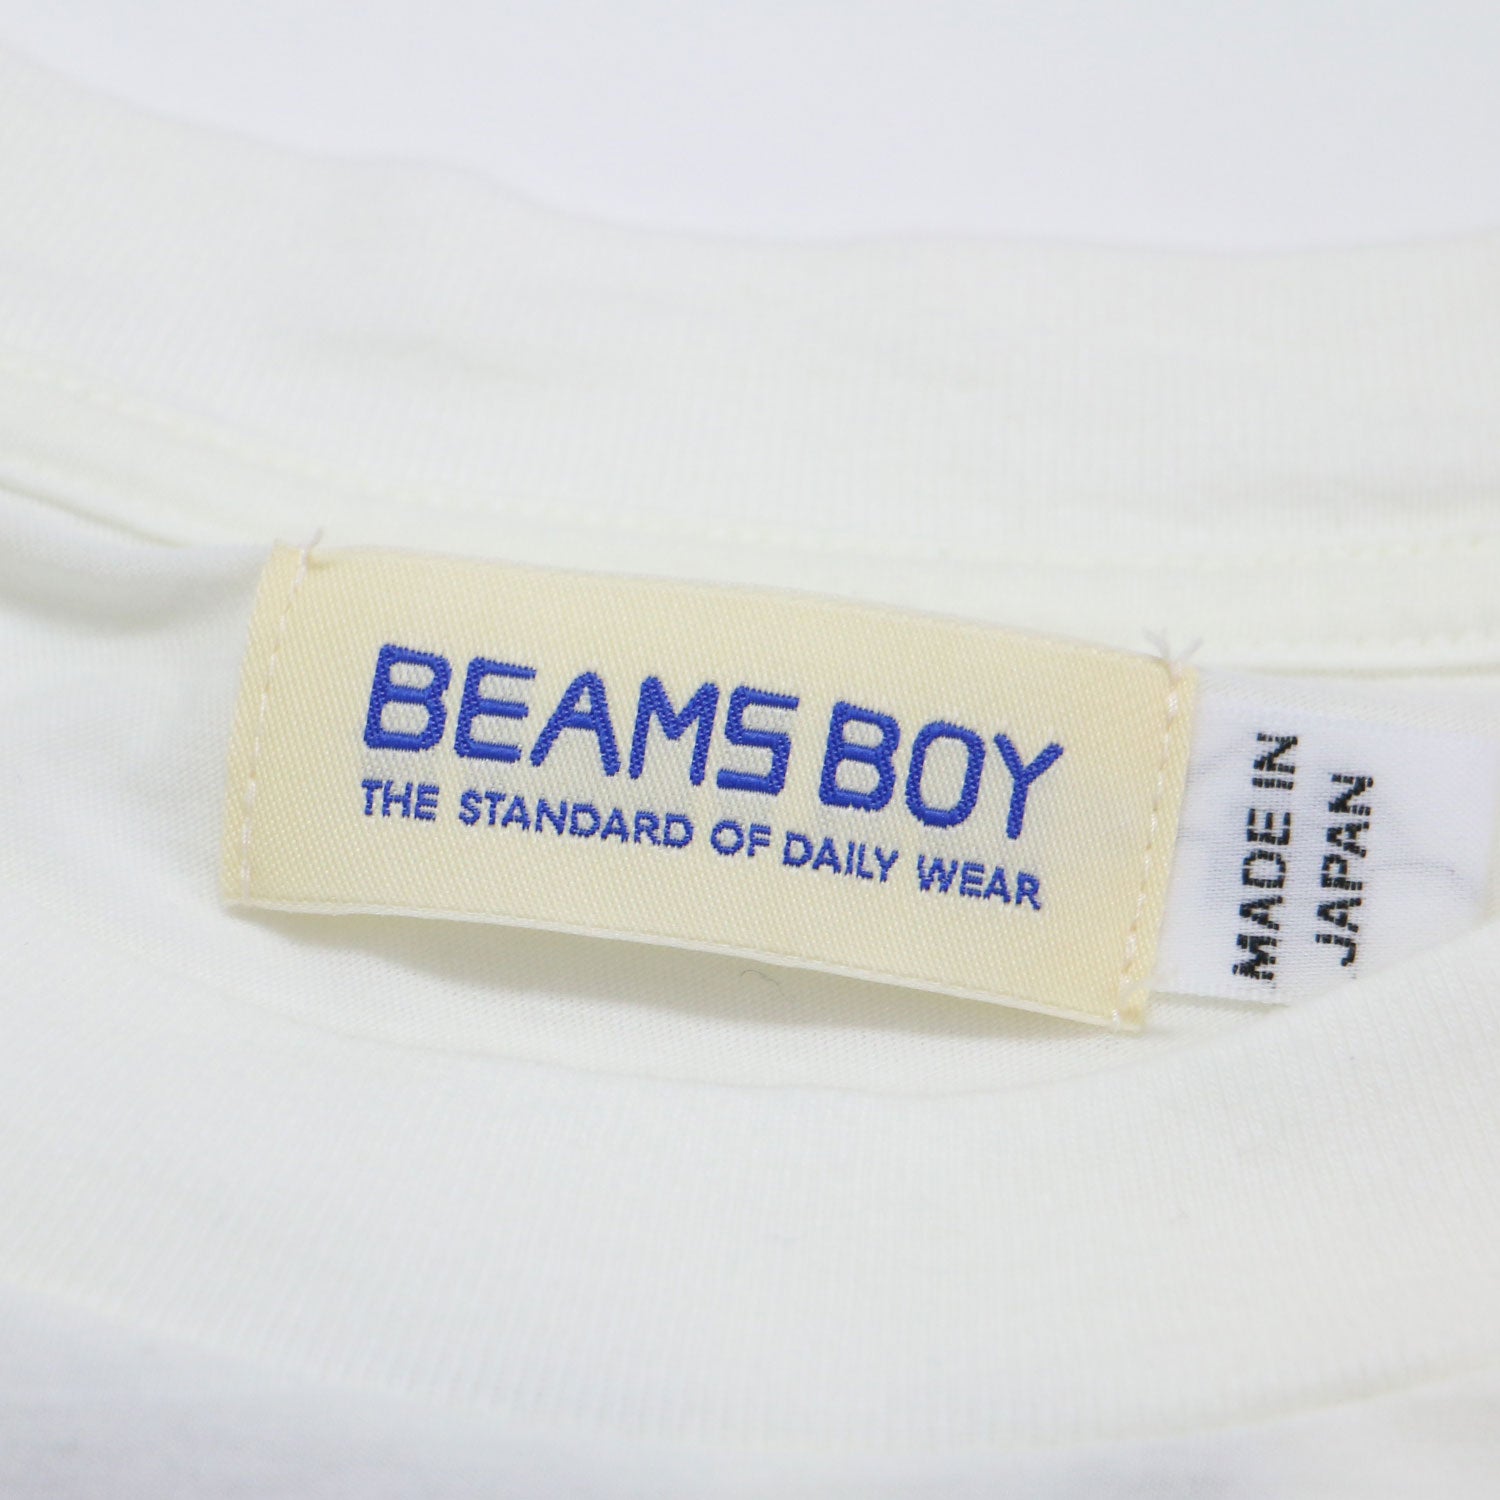 BEAMS BOY
THE STANDARD OF DAILY WEAR
MADE IN
JAPAN